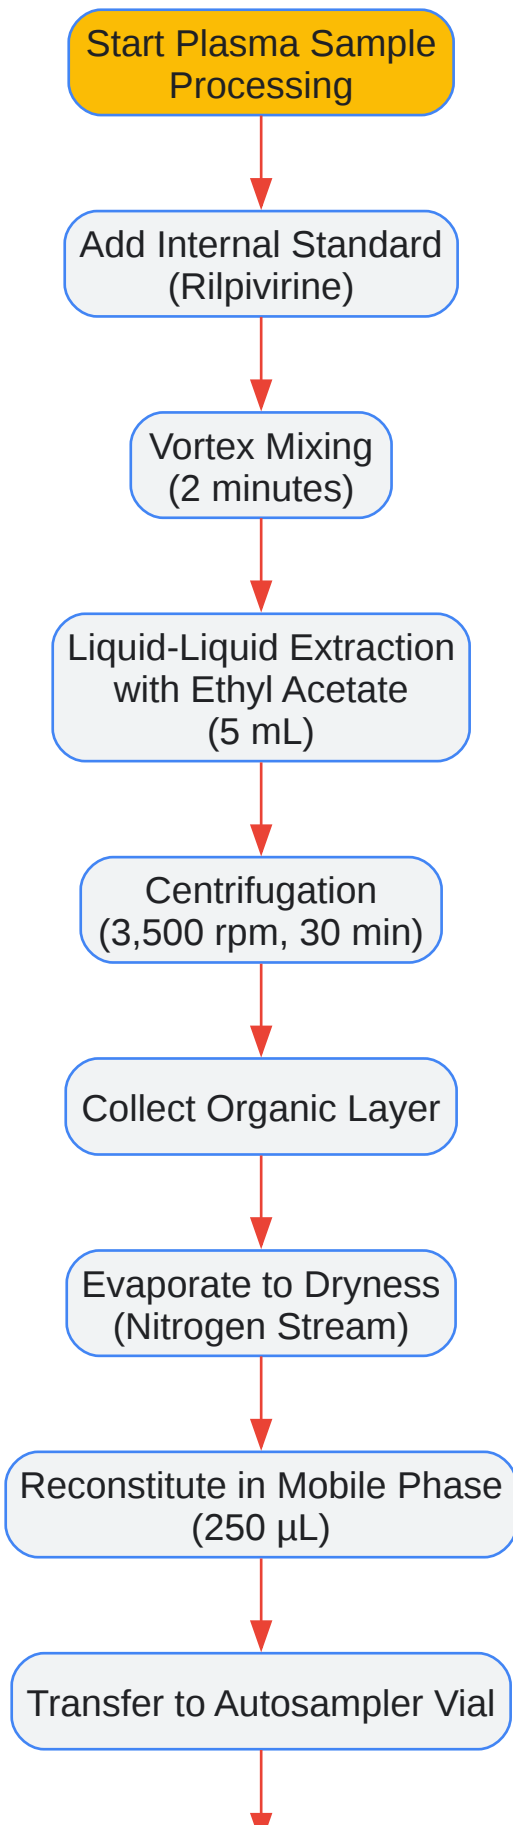 Start Plasma Sample
Processing
Add Internal Standard
(Rilpivirine)
Vortex Mixing
(2 minutes)
Liquid-Liquid Extraction
with Ethyl Acetate
(5 mL)
Centrifugation
(3,500 rpm, 30 min)
Collect Organic Layer
Evaporate to Dryness
(Nitrogen Stream)
Reconstitute in Mobile Phase
(250 µL)
Transfer to Autosampler Vial